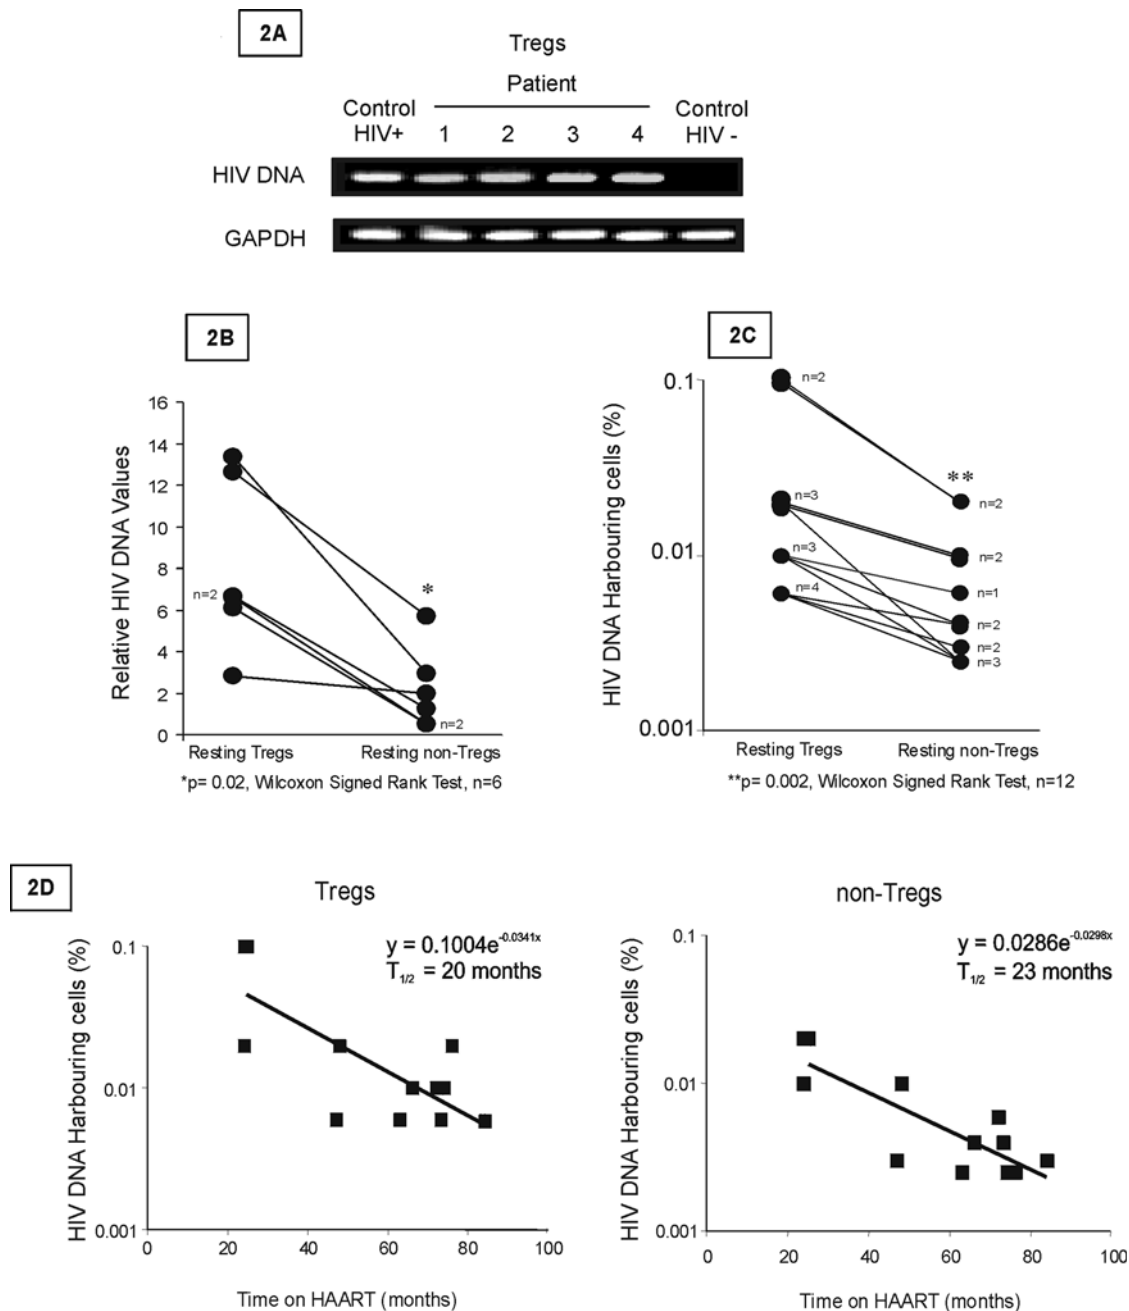 2A
Tregs
Patient
Control
HIV+
1 2 3 4
Control
HIV -
HIV DNA
GAPDH
2B
Relative HIV DNA Values
16
14
12
10
8
6
4
2
0
n=2
*
n=2
Resting Tregs Resting non-Tregs
*p= 0.02, Wilcoxon Signed Rank Test, n=6
2C
HIV DNA Harbouring cells (%)
0.1
0.01
0.001
n=2
n=3
n=3
n=4
**
n=2
n=2
n=1
n=2
n=2
n=3
Resting Tregs Resting non-Tregs
**p= 0.002, Wilcoxon Signed Rank Test, n=12
2D
Tregs
HIV DNA Harbouring cells (%)
0.1
0.01
0.001
y = 0.1004e-0.0341x
T1/2 = 20 months
0 20 40 60 80 100
Time on HAART (months)
non-Tregs
HIV DNA Harbouring cells (%)
0.1
0.01
0.001
y = 0.0286e-0.0298x
T1/2 = 23 months
0 20 40 60 80 100
Time on HAART (months)